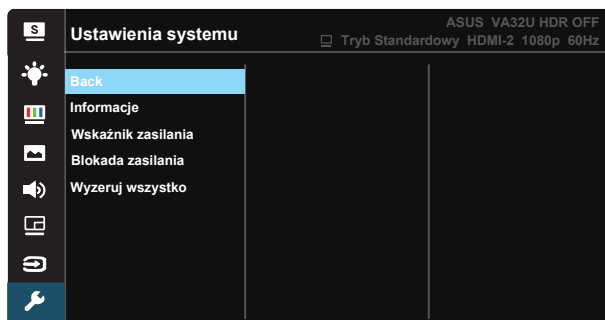 S
Ustawienia systemu
ASUS VA32U HDR OFF
Tryb Standardowy HDMI-2 1080p 60Hz
Back
Informacje
Wskaźnik zasilania
Blokada zasilania
Wyzeruj wszystko